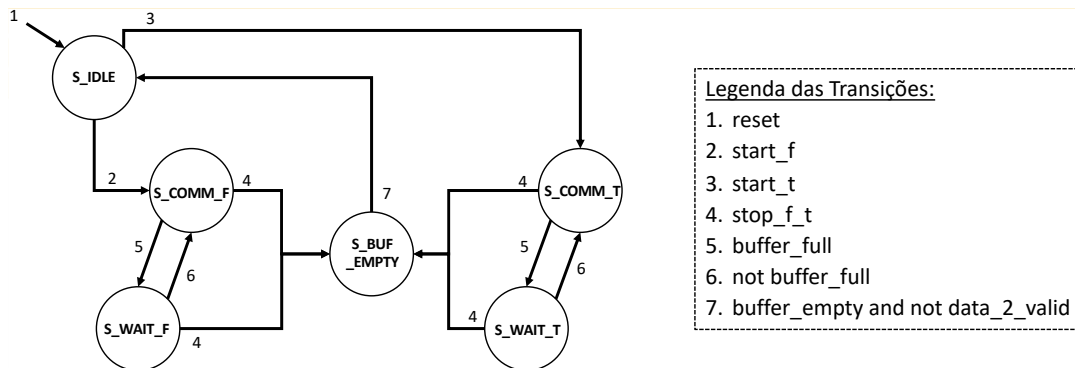 1
3
S_IDLE
2
S_COMM_F
4
5
6
S_WAIT_F
4
7
S_BUF
_EMPTY
4
S_COMM_T
5
6
4
S_WAIT_T
Legenda das Transições:
1. reset
2. start_f
3. start_t
4. stop_f_t
5. buffer_full
6. not buffer_full
7. buffer_empty and not data_2_valid